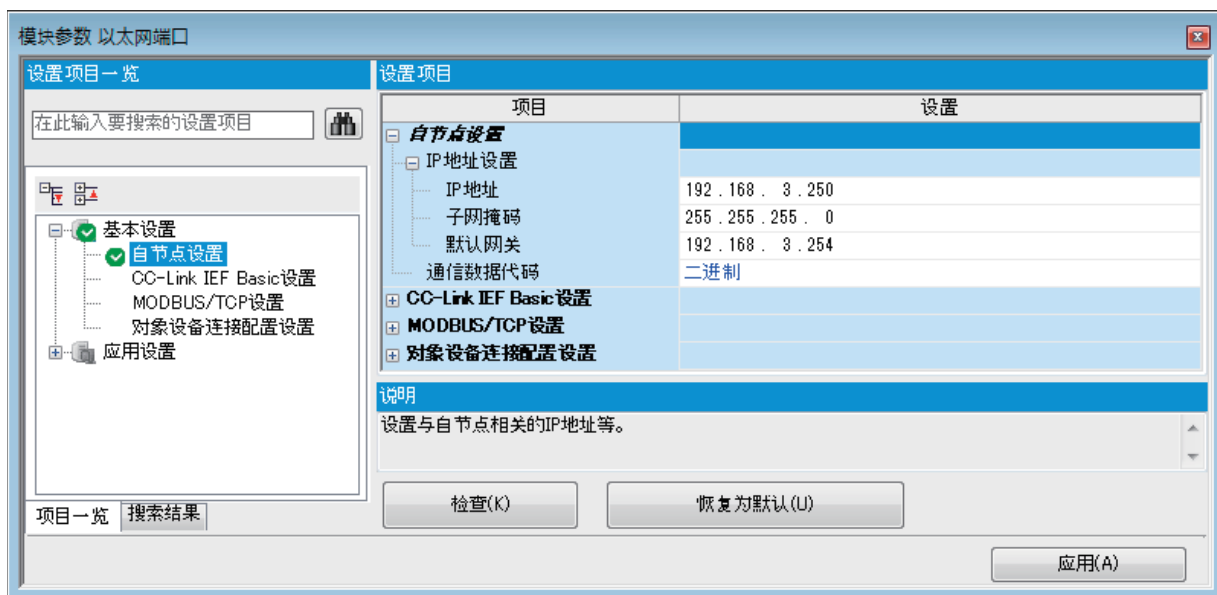 模块参数 以太网端口
设置项目一览
在此输入要搜索的设置项目
基本设置
自节点设置
CC-Link IEF Basic设置
MODBUS/TCP设置
对象设备连接配置设置
应用设置
项目一览 搜索结果
设置项目
项目 设置
自节点设置
IP地址设置
IP地址 192 . 168 . 3 . 250
子网掩码 255 . 255 . 255 . 0
默认网关 192 . 168 . 3 . 254
通信数据代码 二进制
CC-Link IEF Basic设置
MODBUS/TCP设置
对象设备连接配置设置
说明
设置与自节点相关的IP地址等。
检查(K) 恢复为默认(U)
应用(A)